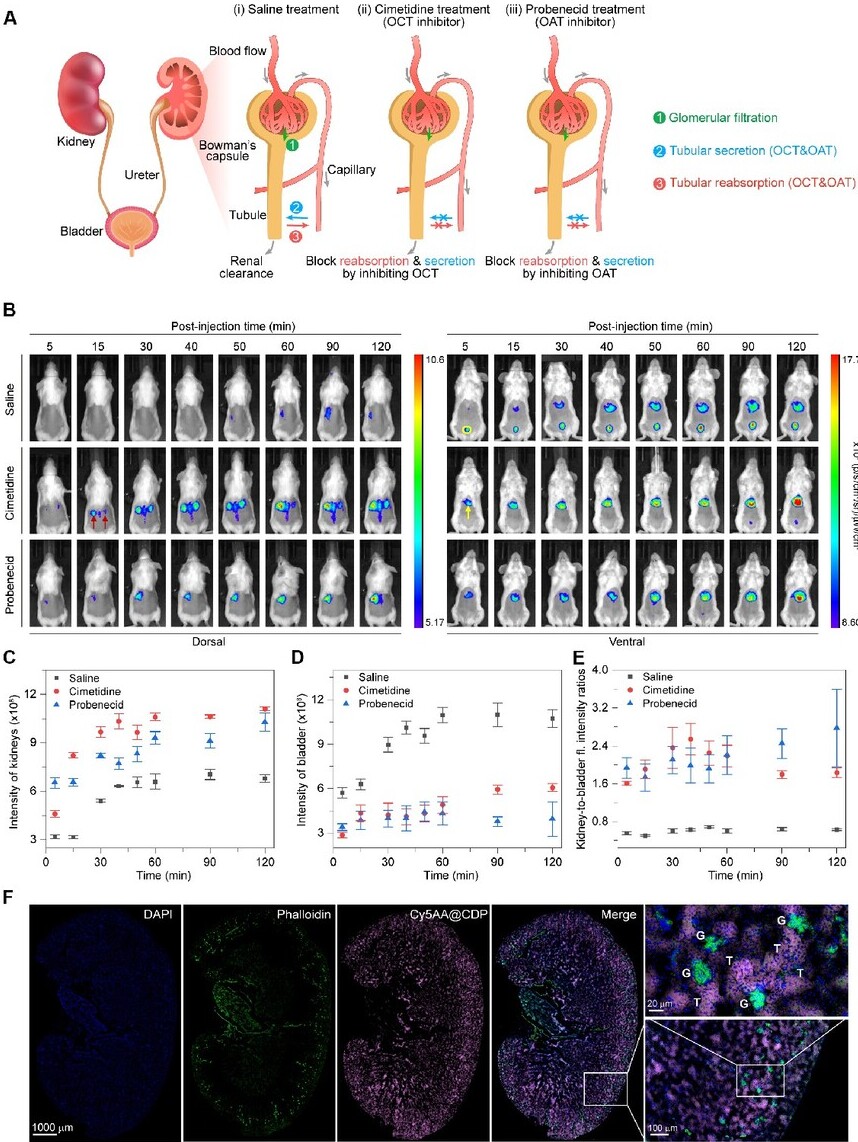 A
(i) Saline treatment
(ii) Cimetidine treatment
(OCT inhibitor)
(iii) Probenecid treatment
(OAT inhibitor)
Blood flow
Kidney
Bowman's
capsule
Ureter
Capillary
Bladder
Tubule
Renal
clearance
1
2
3
Block reabsorption & secretion
by inhibiting OCT
Block reabsorption & secretion
by inhibiting OAT
1 Glomerular filtration
2 Tubular secretion (OCT&OAT)
3 Tubular reabsorption (OCT&OAT)
B
Post-injection time (min)
5 15 30 40 50 60 90 120
Post-injection time (min)
5 15 30 40 50 60 90 120
Saline
Cimetidine
Probenecid
10.6
5.17
17.7
8.60
Dorsal
Ventral
C
Saline
Cimetidine
Probenecid
Intensity of kidneys
12
9
6
3
0 30 60 90 120
Time (min)
D
Saline
Cimetidine
Probenecid
Intensity of bladder
12
9
6
3
0 30 60 90 120
Time (min)
E
Saline
Cimetidine
Probenecid
Kidney-to-bladder fl. intensity ratios
4.0
3.2
2.4
1.6
0.8
0 30 60 90 120
Time (min)
F
DAPI
Phalloidin
Cy5AA@CDP
Merge
1000 µm
G
G
T
T
G
T
T
G
20 µm
100 µm